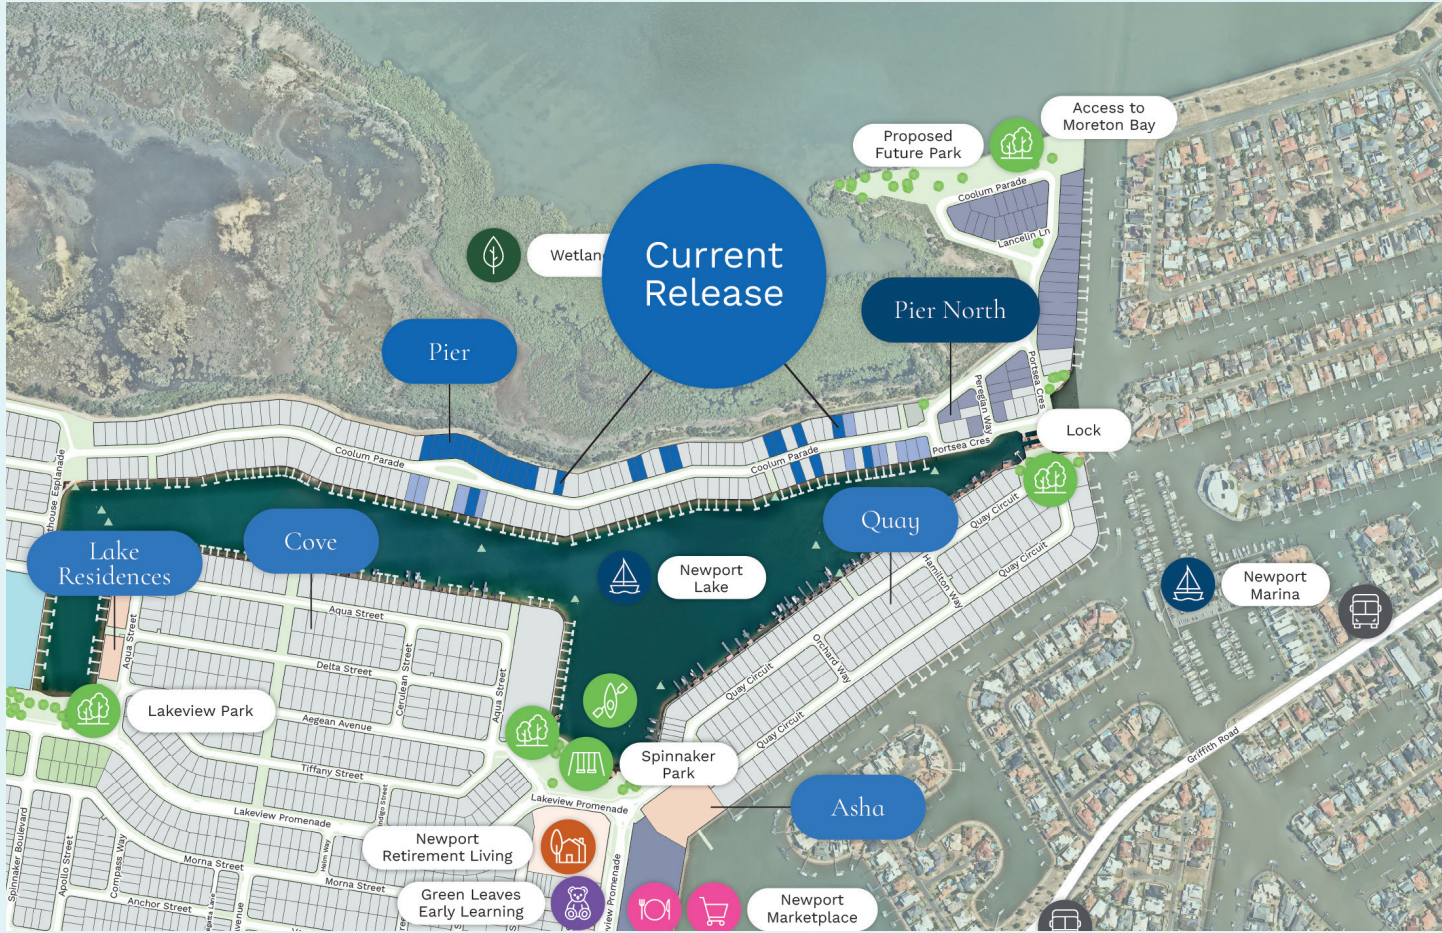 Access to
Moreton Bay
Proposed
Future Park
Coolum Parade
Lancelin Ln
Current
Release
Pier North
Pier
Portsea Cres
Peregian Way
Lock
Portsea Cres
Coolum Parade
Coolum Parade
Quay Circuit
Quay
Quay Circuit
Hamilton Way
Lake
Residences
Cove
Newport
Lake
Newport
Marina
Aqua Street
Aqua Street
Delta Street
Cerulean Street
Aqua Street
Orchard Way
Quay Circuit
Quay Circuit
Lakeview Park
Aegean Avenue
Tiffany Street
Spinnaker
Park
Griffith Road
Lakeview Promenade
Lakeview Promenade
Asha
Newport
Retirement Living
Spinnaker Boulevard
Apollo Street
Compass Way
Morna Street
Helm Way
Morna Street
Anchor Street
Green Leaves
Early Learning
Newport
Marketplace